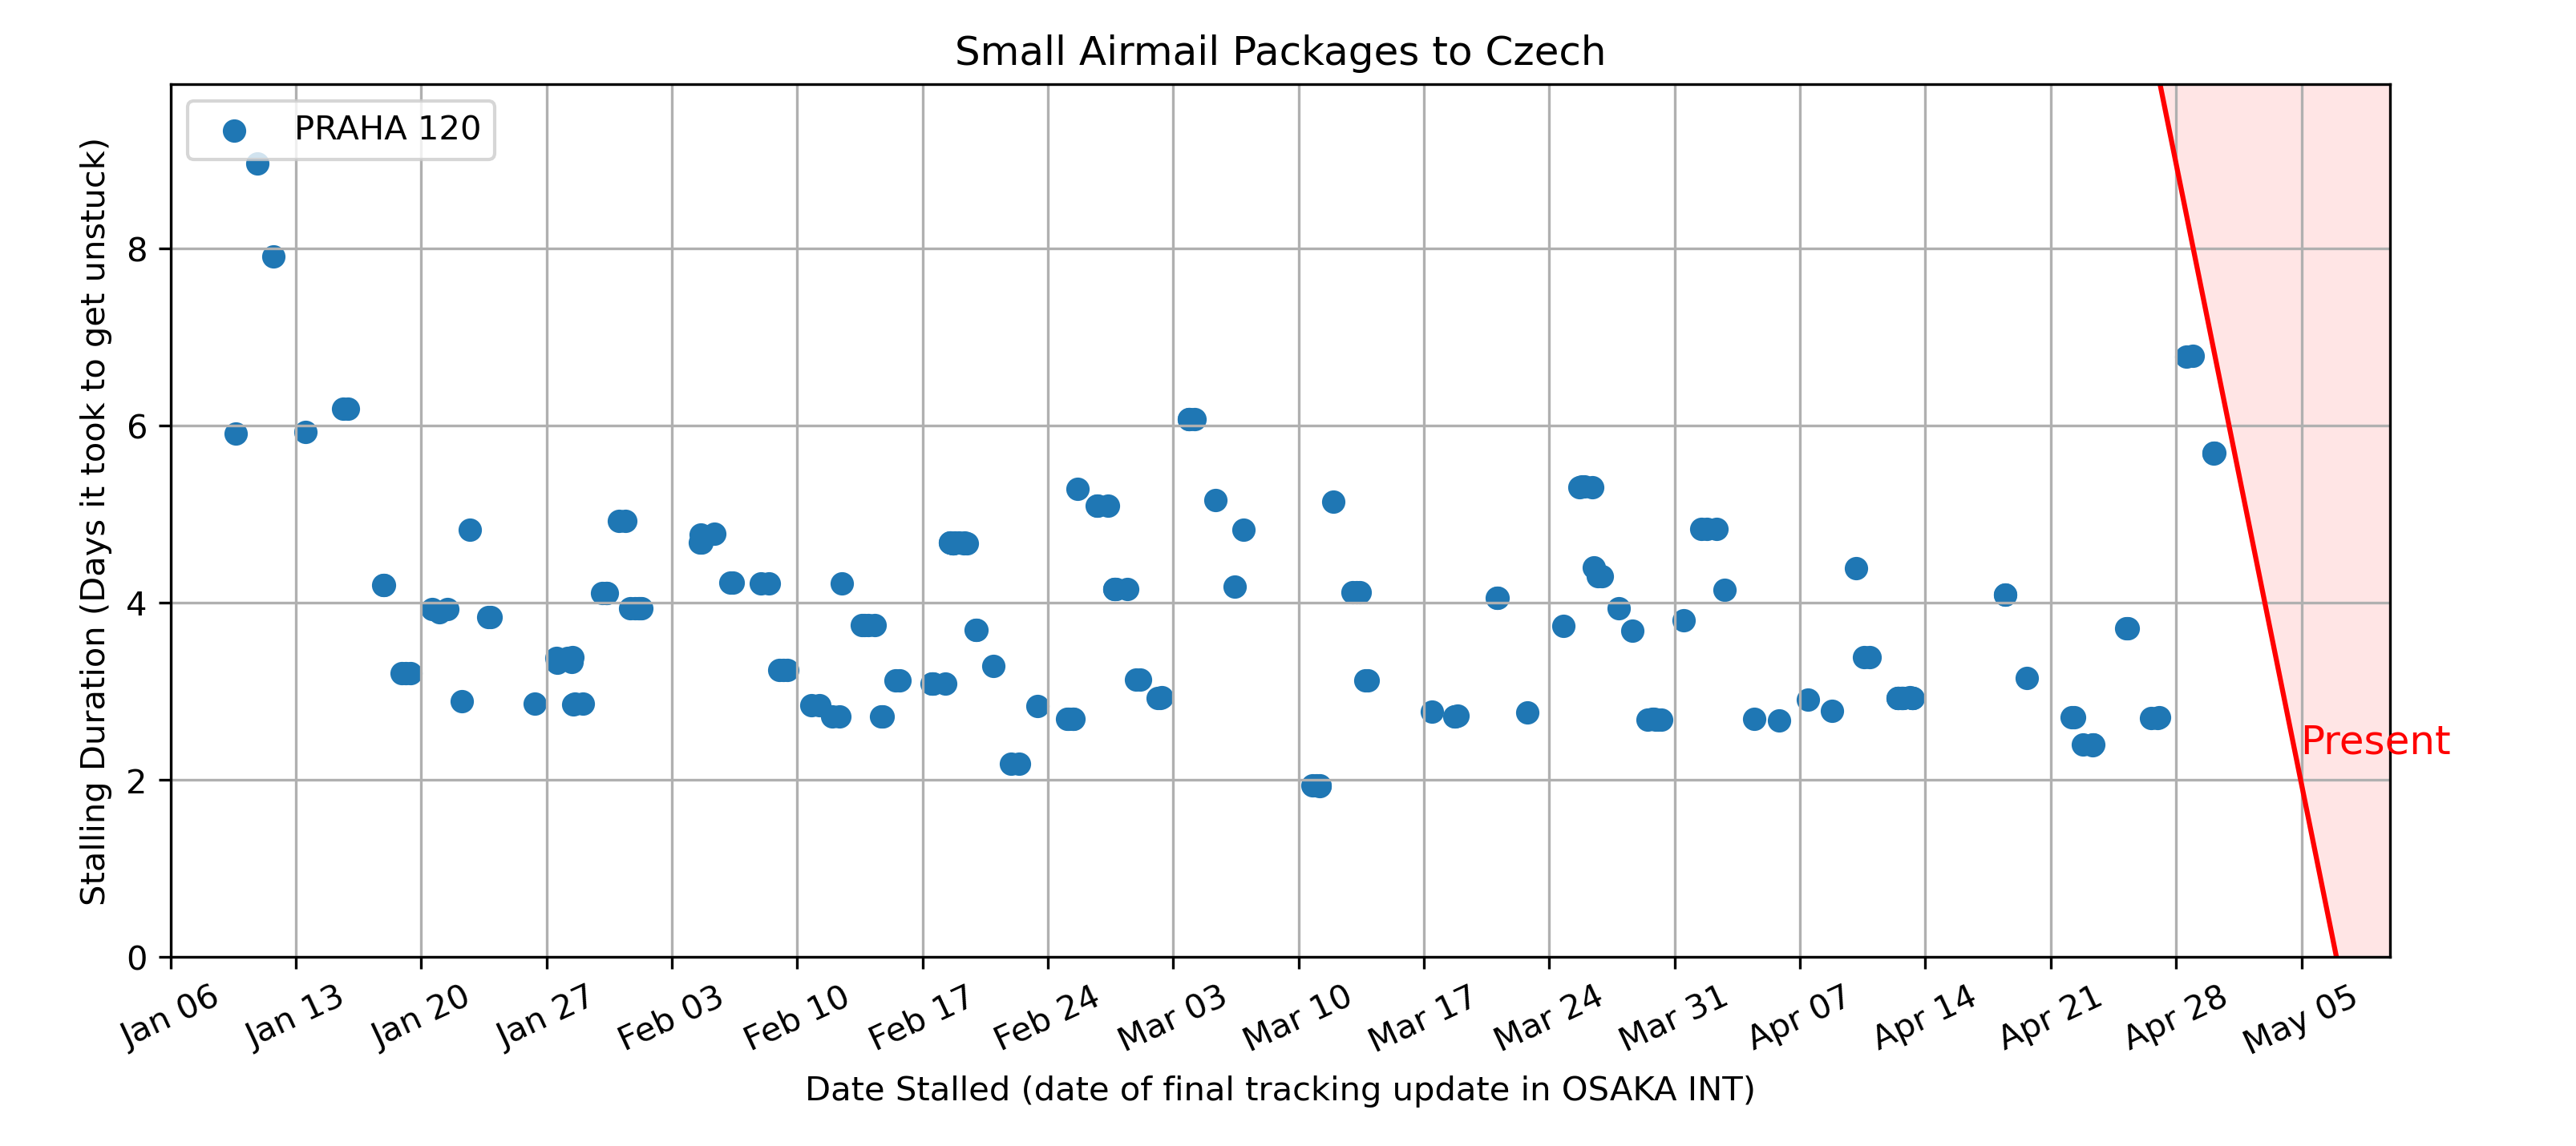 Small Airmail Packages to Czech
PRAHA 120
Stalling Duration (Days it took to get unstuck)
8
6
4
2
0
Present
Jan 06
Jan 13
Jan 20
Jan 27
Feb 03
Feb 10
Feb 17
Feb 24
Mar 03
Mar 10
Mar 17
Mar 24
Mar 31
Apr 07
Apr 14
Apr 21
Apr 28
May 05
Date Stalled (date of final tracking update in OSAKA INT)